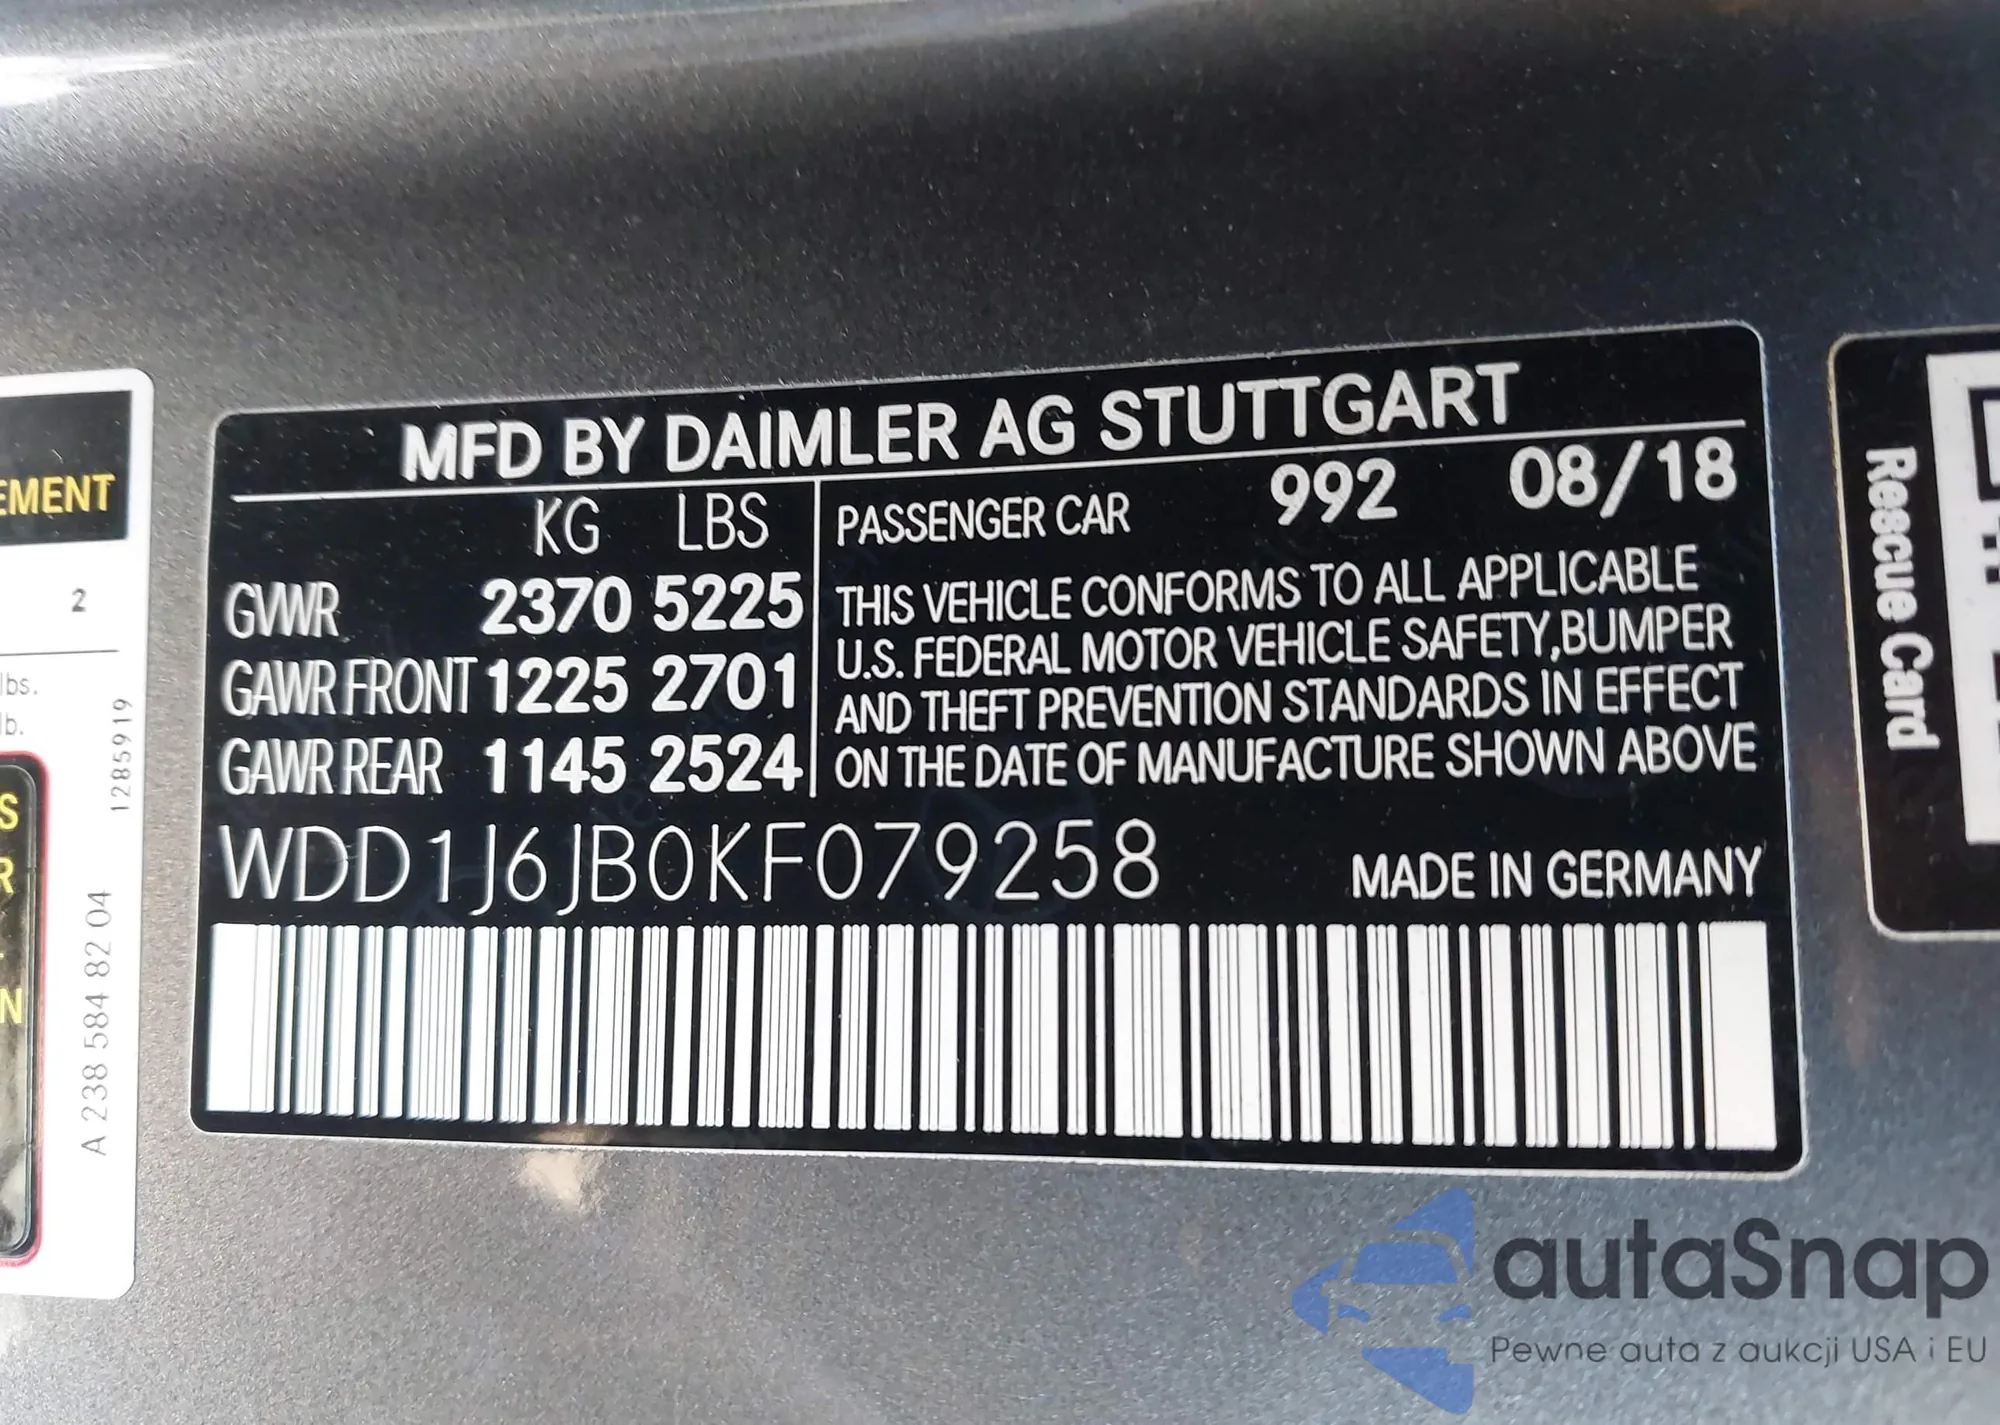 MFD BY DAIMLER AG STUTTGART
KG LBS
GVWR 2370 5225
GAWR FRONT 1225 2701
GAWR REAR 1145 2524
PASSENGER CAR 992 08/18
THIS VEHICLE CONFORMS TO ALL APPLICABLE
U.S. FEDERAL MOTOR VEHICLE SAFETY,BUMPER
AND THEFT PREVENTION STANDARDS IN EFFECT
ON THE DATE OF MANUFACTURE SHOWN ABOVE
WDD1J6JB0KF079258 MADE IN GERMANY
EMENT
2
lbs.
lb.
1285919
A 238 584 82 04
S
R
N
Rescue Card
autaSnap
Pewne auta z aukcji USA i EU